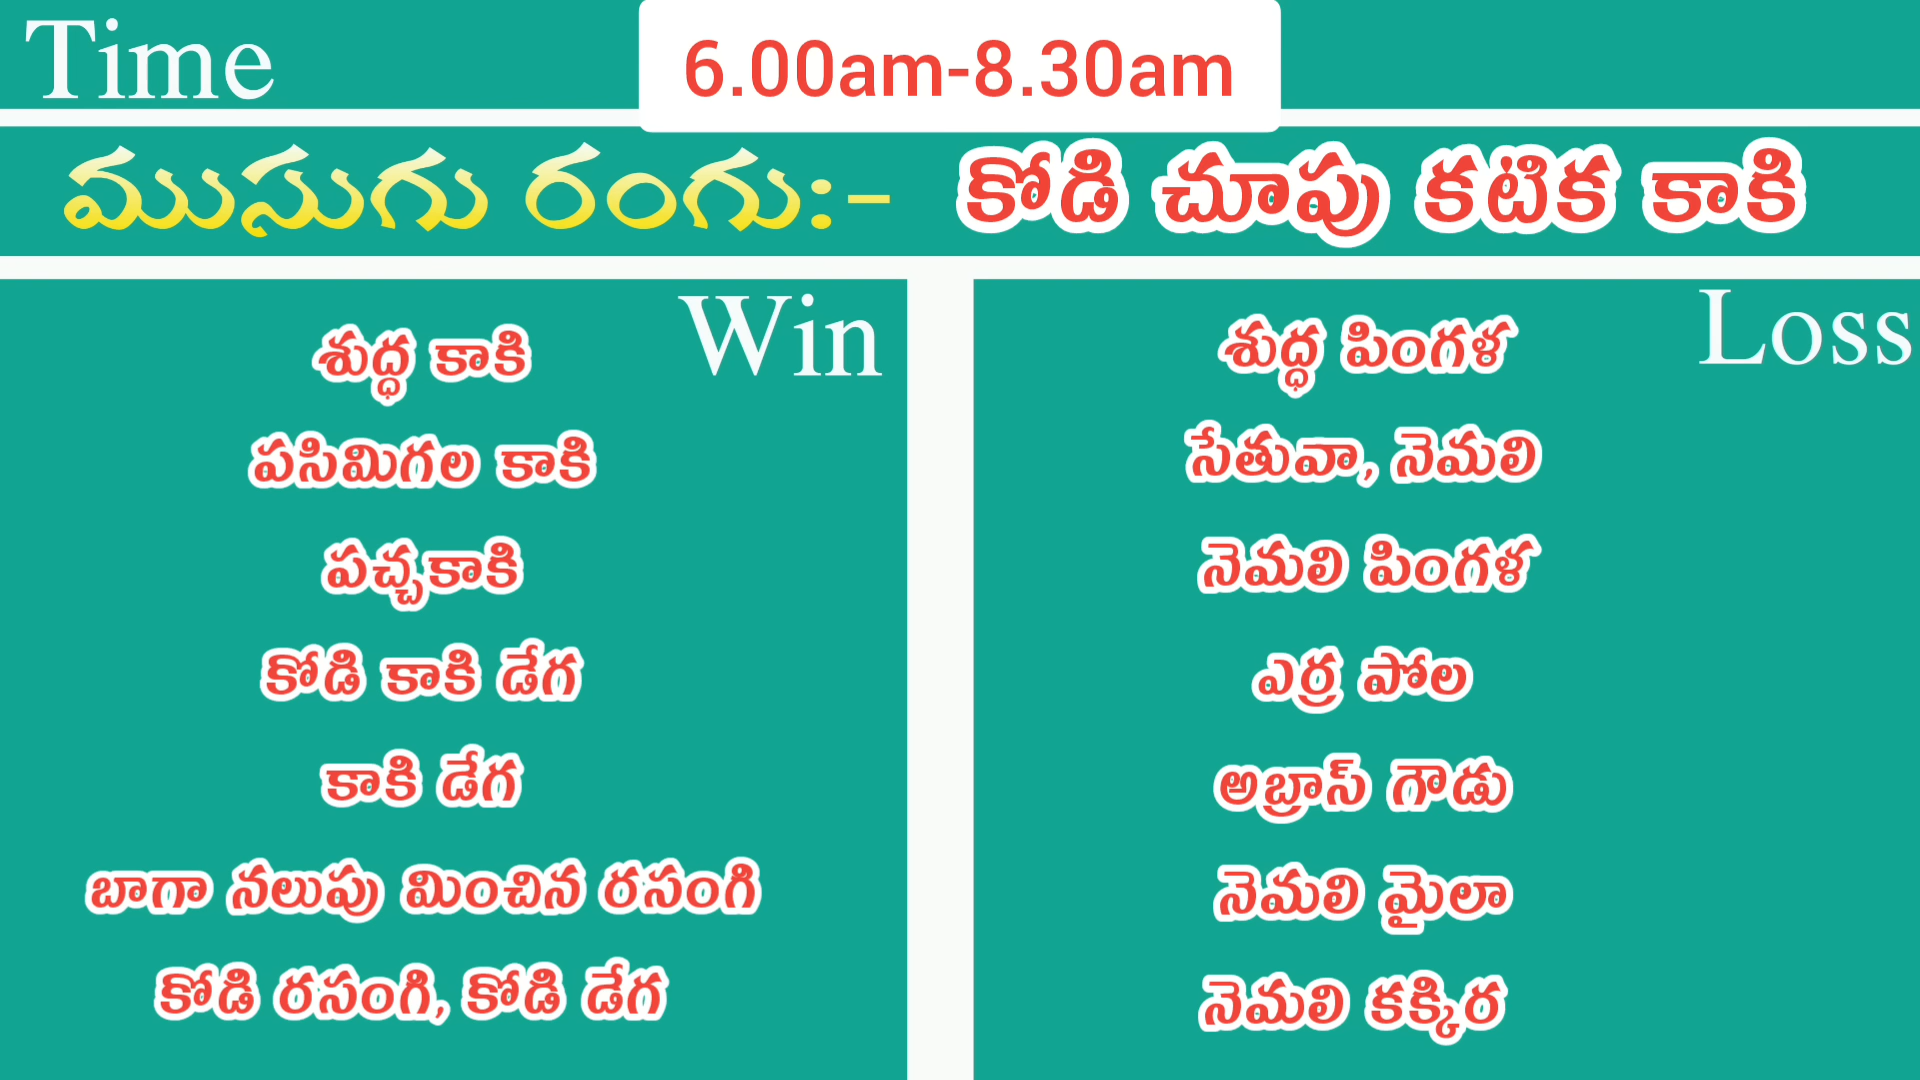 Time
6.00am-8.30am
ముసుగు రంగు:- కోడి చూపు కటిక కాకి
Win
శుద్ధ కాకి
పసిమిగల కాకి
పచ్చకాకి
కోడి కాకి డేగ
కాకి డేగ
బాగా నలుపు మించిన రసంగి
కోడి రసంగి, కోడి డేగ
Loss
శుద్ధ పింగళ
సేతువా, నెమలి
నెమలి పింగళ
ఎర్ర పోల
అబ్రాస్ గౌడు
నెమలి మైలా
నెమలి కక్కిర